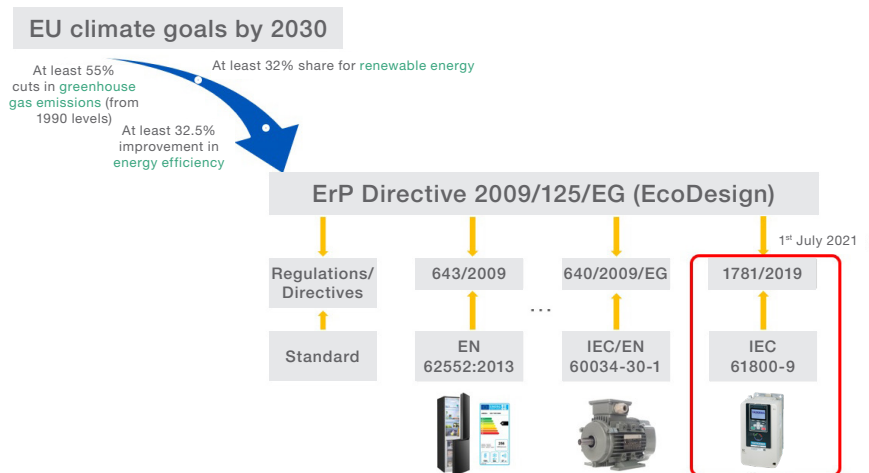 EU climate goals by 2030
At least 55%
cuts in greenhouse
gas emissions (from
1990 levels)
At least 32% share for renewable energy
At least 32.5%
improvement in
energy efficiency
ErP Directive 2009/125/EG (EcoDesign)
1st July 2021
Regulations/
Directives
643/2009
640/2009/EG
1781/2019
...
Standard
EN
62552:2013
IEC/EN
60034-30-1
IEC
61800-9